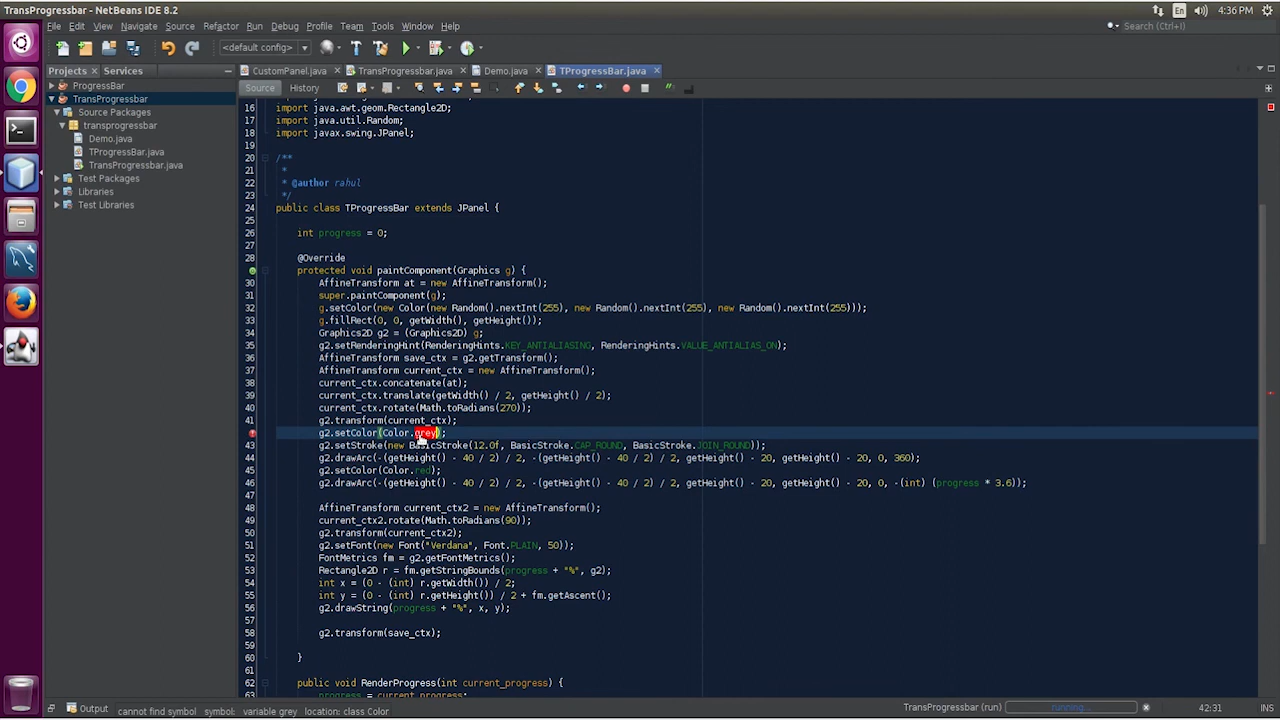 TransProgressbar - NetBeans IDE 8.2
En 4:36 PM
File Edit View Navigate Source Refactor Run Debug Profile Team Tools Window Help
Search (Ctrl+I)
<default config>
Projects Services
CustomPanel.java TransProgressbar.java Demo.java TProgressBar.java
Source History
ProgressBar
TransProgressbar
Source Packages
transprogressbar
Demo.java
TProgressBar.java
TransProgressbar.java
Test Packages
Libraries
Test Libraries
16 import java.awt.geom.Rectangle2D;
17 import java.util.Random;
18 import javax.swing.JPanel;
19
20 /**
21 *
22 * @author rahul
23 */
24 public class TProgressBar extends JPanel {
25
26 int progress = 0;
27
28 @Override
protected void paintComponent(Graphics g) {
30 AffineTransform at = new AffineTransform();
31 super.paintComponent(g);
32 g.setColor(new Color(new Random().nextInt(255), new Random().nextInt(255), new Random().nextInt(255)));
33 g.fillRect(0, 0, getWidth(), getHeight());
34 Graphics2D g2 = (Graphics2D) g;
35 g2.setRenderingHint(RenderingHints.KEY_ANTIALIASING, RenderingHints.VALUE_ANTIALIAS_ON);
36 AffineTransform save_ctx = g2.getTransform();
37 AffineTransform current_ctx = new AffineTransform();
38 current_ctx.concatenate(at);
39 current_ctx.translate(getWidth() / 2, getHeight() / 2);
40 current_ctx.rotate(Math.toRadians(270));
41 g2.transform(current_ctx);
g2.setColor(Color.grey);
43 g2.setStroke(new BasicStroke(12.0f, BasicStroke.CAP_ROUND, BasicStroke.JOIN_ROUND));
44 g2.drawArc(-(getHeight() - 40 / 2) / 2, -(getHeight() - 40 / 2) / 2, getHeight() - 20, getHeight() - 20, 0, 360);
45 g2.setColor(Color.red);
46 g2.drawArc(-(getHeight() - 40 / 2) / 2, -(getHeight() - 40 / 2) / 2, getHeight() - 20, getHeight() - 20, 0, -(int) (progress * 3.6));
47
48 AffineTransform current_ctx2 = new AffineTransform();
49 current_ctx2.rotate(Math.toRadians(90));
50 g2.transform(current_ctx2);
51 g2.setFont(new Font("Verdana", Font.PLAIN, 50));
52 FontMetrics fm = g2.getFontMetrics();
53 Rectangle2D r = fm.getStringBounds(progress + "%", g2);
54 int x = (0 - (int) r.getWidth()) / 2;
55 int y = (0 - (int) r.getHeight()) / 2 + fm.getAscent();
56 g2.drawString(progress + "%", x, y);
57
58 g2.transform(save_ctx);
59
60 }
61
62 public void RenderProgress(int current_progress) {
63 progress = current_progress;
Output cannot find symbol symbol: variable grey location: class Color TransProgressbar (run) running... 42:31 INS